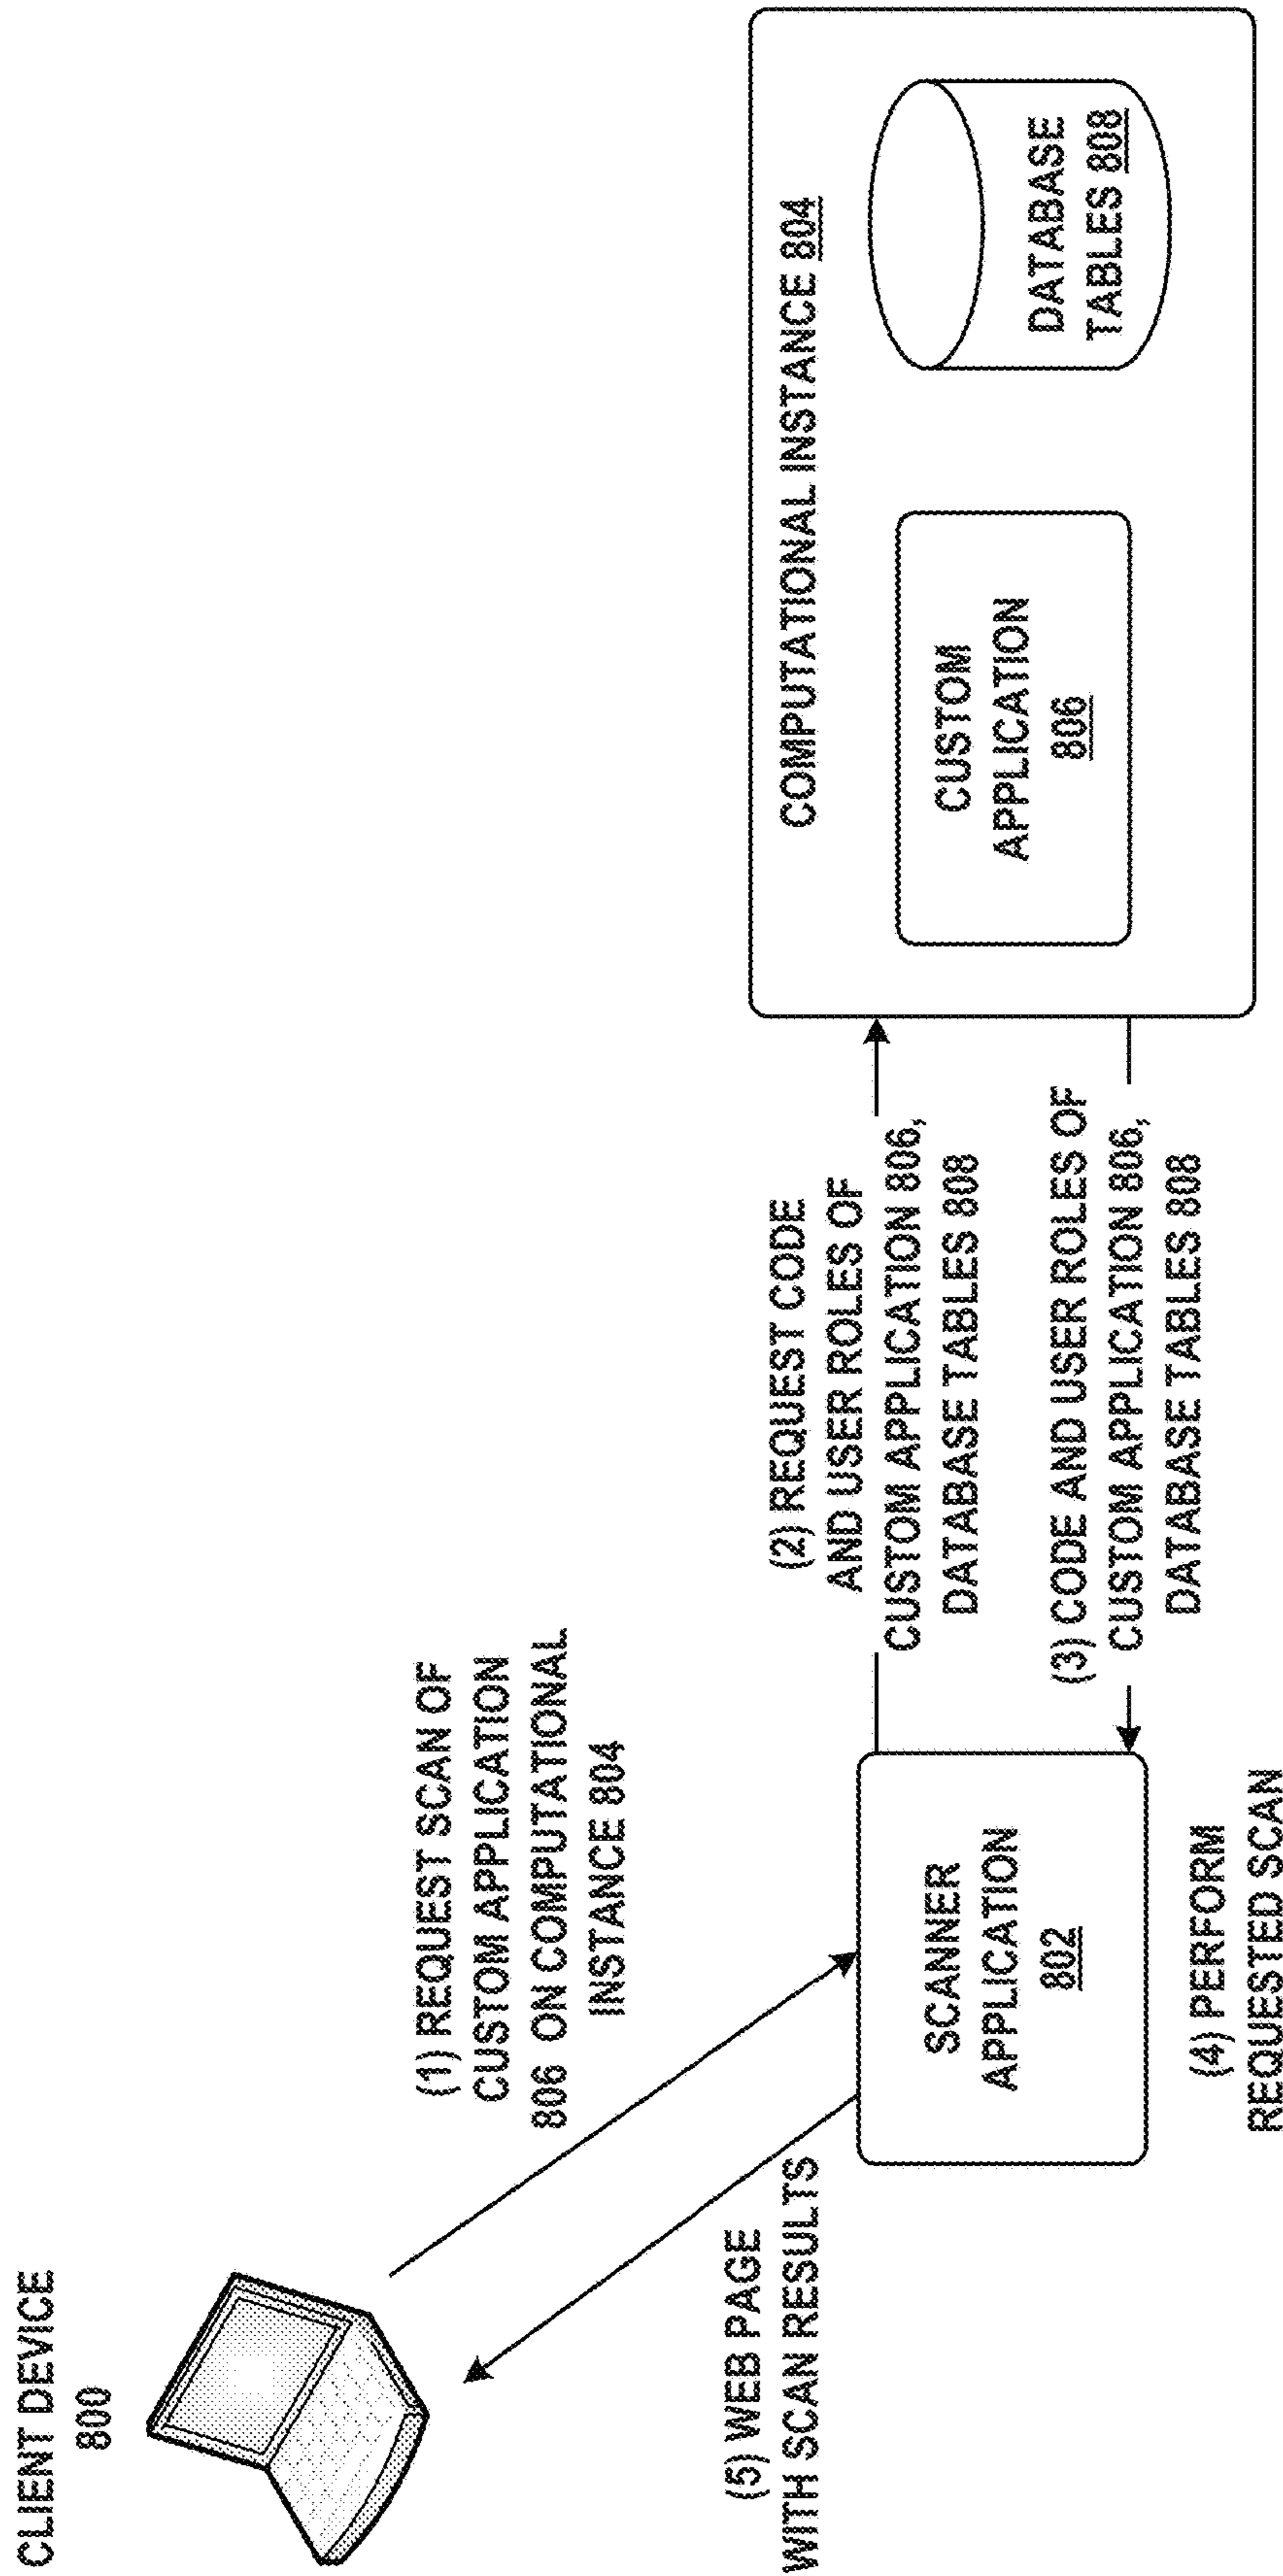 CLIENT DEVICE
800
(1) REQUEST SCAN OF
CUSTOM APPLICATION
806 ON COMPUTATIONAL
INSTANCE 804
(5) WEB PAGE
WITH SCAN RESULTS
SCANNER
APPLICATION
802
(4) PERFORM
REQUESTED SCAN
(2) REQUEST CODE
AND USER ROLES OF
CUSTOM APPLICATION 806,
DATABASE TABLES 808
(3) CODE AND USER ROLES OF
CUSTOM APPLICATION 806,
DATABASE TABLES 808
COMPUTATIONAL INSTANCE 804
CUSTOM
APPLICATION
806
DATABASE
TABLES 808